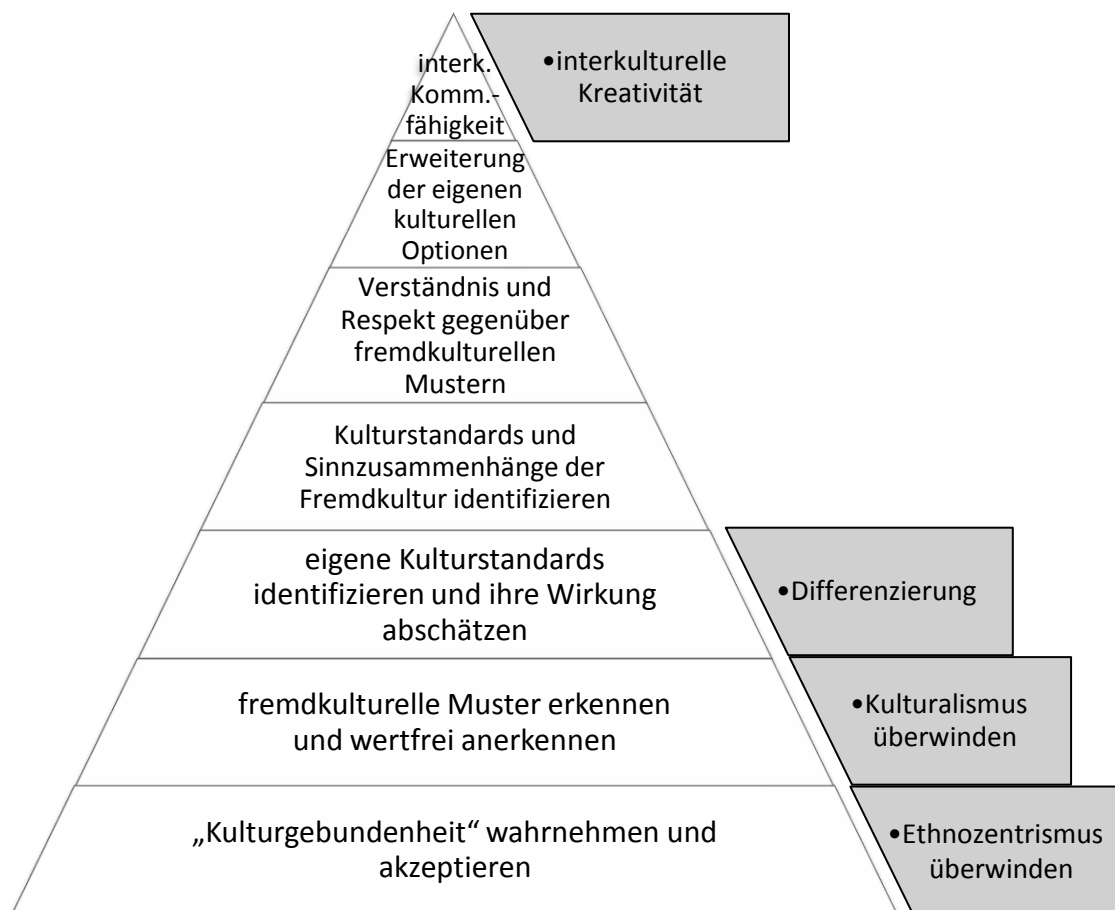 interk.
Komm.-
fähigkeit
•interkulturelle
Kreativität
Erweiterung
der eigenen
kulturellen
Optionen
Verständnis und
Respekt gegenüber
fremdkulturellen
Mustern
Kulturstandards und
Sinnzusammenhänge der
Fremdkultur identifizieren
eigene Kulturstandards
identifizieren und ihre Wirkung
abschätzen
•Differenzierung
fremdkulturelle Muster erkennen
und wertfrei anerkennen
•Kulturalismus
überwinden
„Kulturgebundenheit“ wahrnehmen und
akzeptieren
•Ethnozentrismus
überwinden